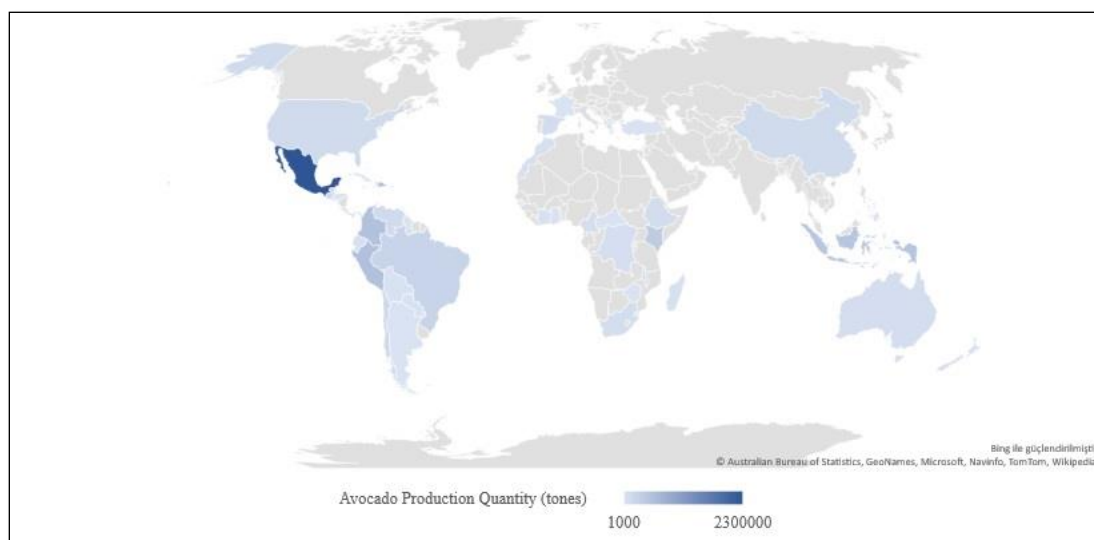 Bing ile güçlendirilmişti
© Australian Bureau of Statistics, GeoNames, Microsoft, Navinfo, TomTom, Wikipedia
Avocado Production Quantity (tones)
1000 2300000